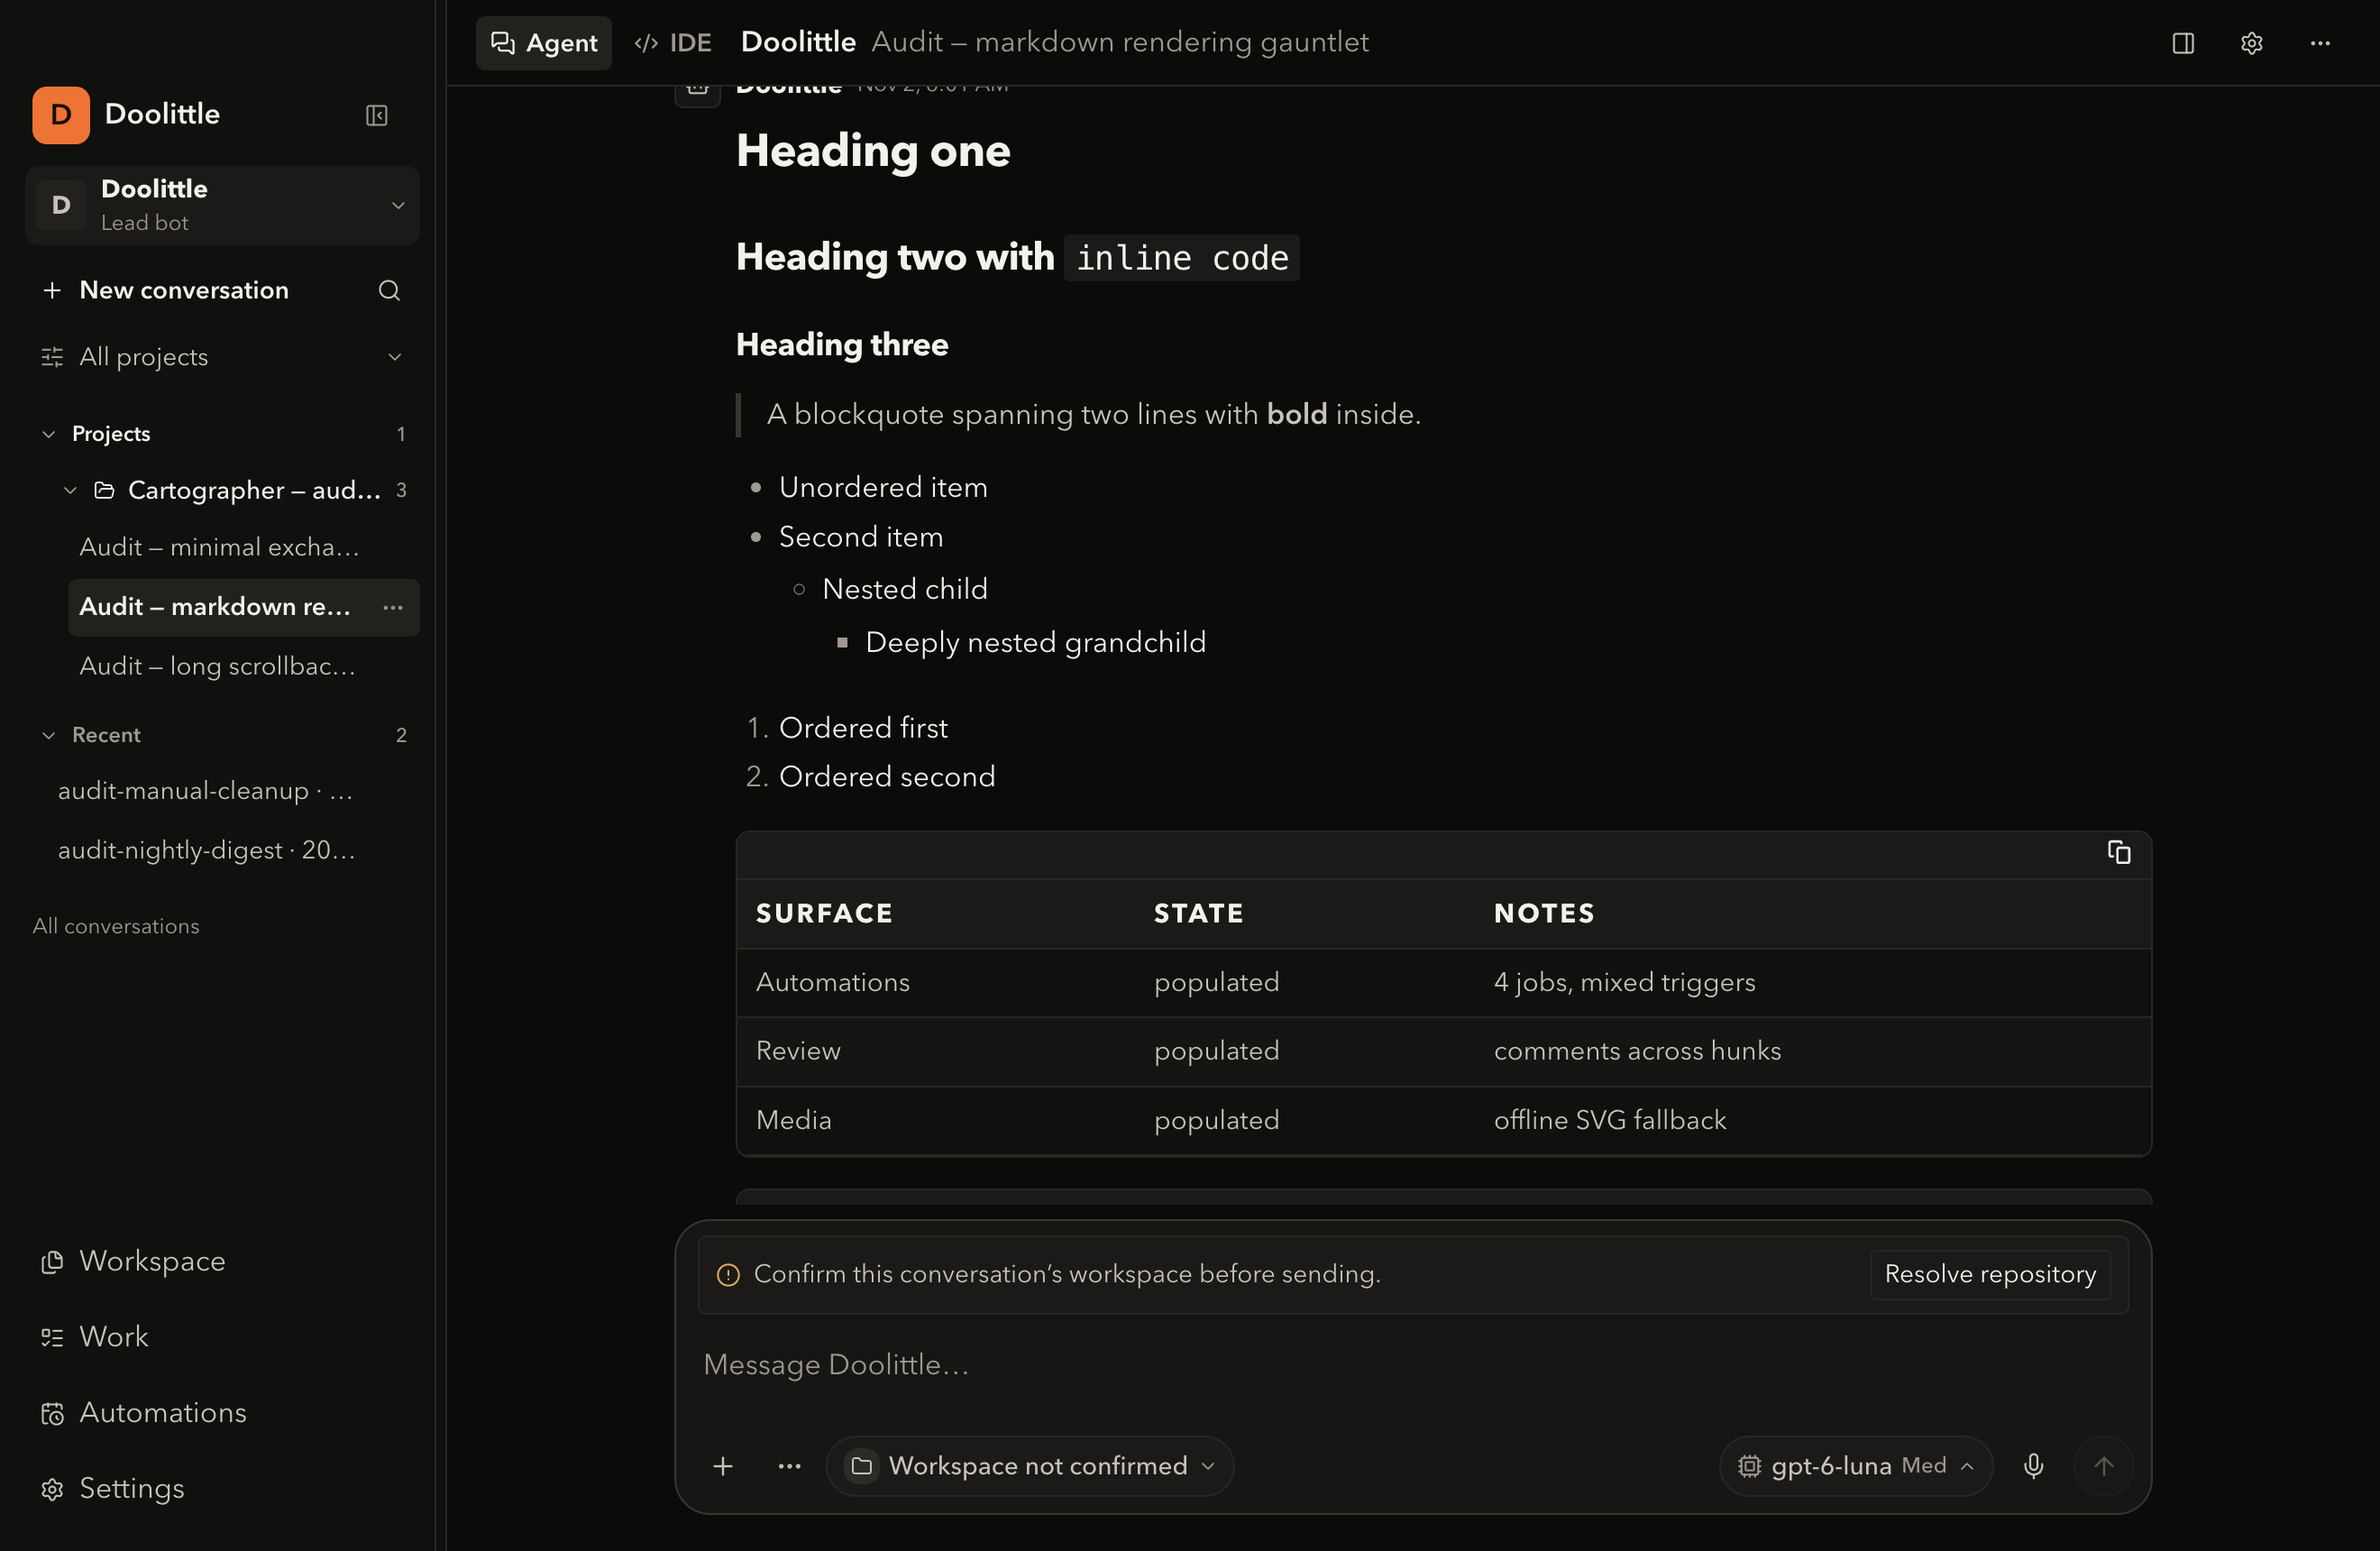 Agent
IDE
Doolittle Audit – markdown rendering gauntlet
D Doolittle
D Doolittle
Lead bot
New conversation
All projects
Projects 1
Cartographer – aud… 3
Audit – minimal excha…
Audit – markdown re…
Audit – long scrollbac…
Recent 2
audit-manual-cleanup · …
audit-nightly-digest · 20…
All conversations
Workspace
Work
Automations
Settings
Doolittle
Heading one
Heading two with inline code
Heading three
A blockquote spanning two lines with bold inside.
Unordered item
Second item
Nested child
Deeply nested grandchild
1. Ordered first
2. Ordered second
SURFACE STATE NOTES
Automations populated 4 jobs, mixed triggers
Review populated comments across hunks
Media populated offline SVG fallback
Confirm this conversation’s workspace before sending.
Resolve repository
Message Doolittle…
Workspace not confirmed
gpt-6-luna Med